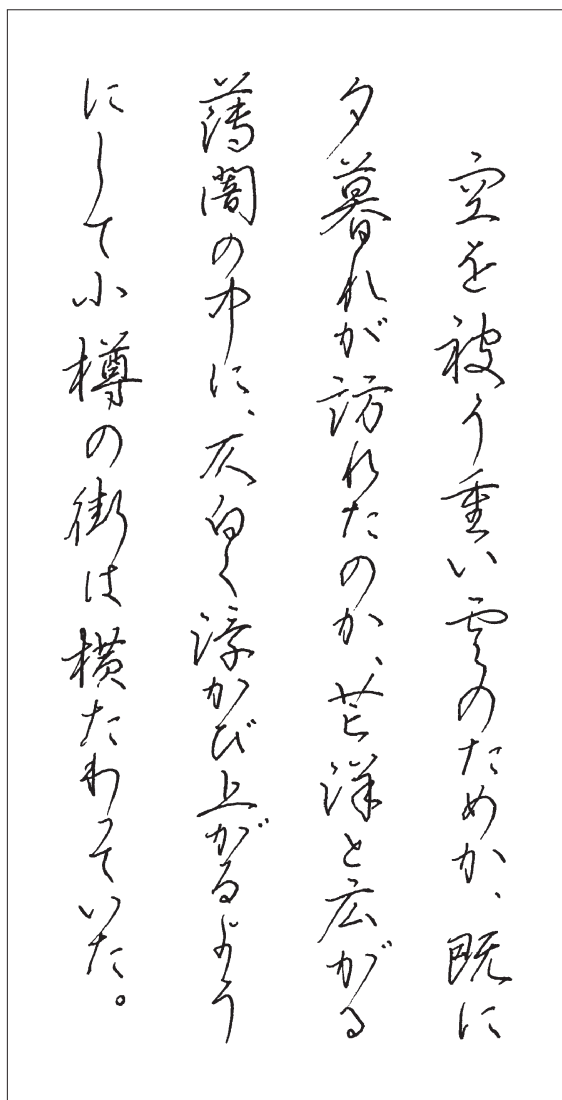 空を被う重い雲のためか、既に
夕暮れが訪れたのか、茫洋と広がる
薄闇の中に、仄白く浮かび上がるよう
にして小樽の街は横たわっていた。